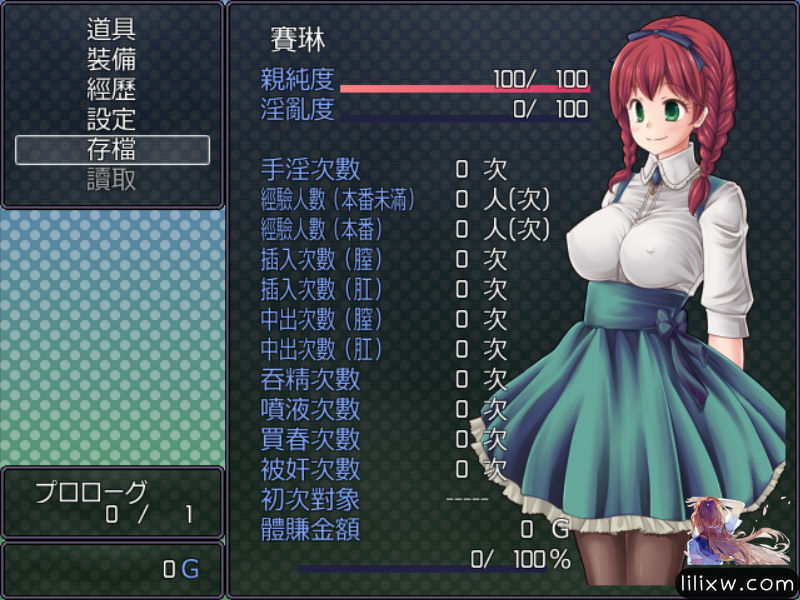 道具
裝備
經歷
設定
存檔
讀取
プロローグ
0 / 1
0 G
賽琳
親純度 100/ 100
淫亂度 0/ 100
手淫次數 0 次
經驗人數(本番未滿) 0 人(次)
經驗人數(本番) 0 人(次)
插入次數(膣) 0 次
插入次數(肛) 0 次
中出次數(膣) 0 次
中出次數(肛) 0 次
吞精次數 0 次
噴液次數 0 次
買春次數 0 次
被奸次數 0 次
初次對象 -----
體賺金額 0 G
0/ 100%
lilixw.com